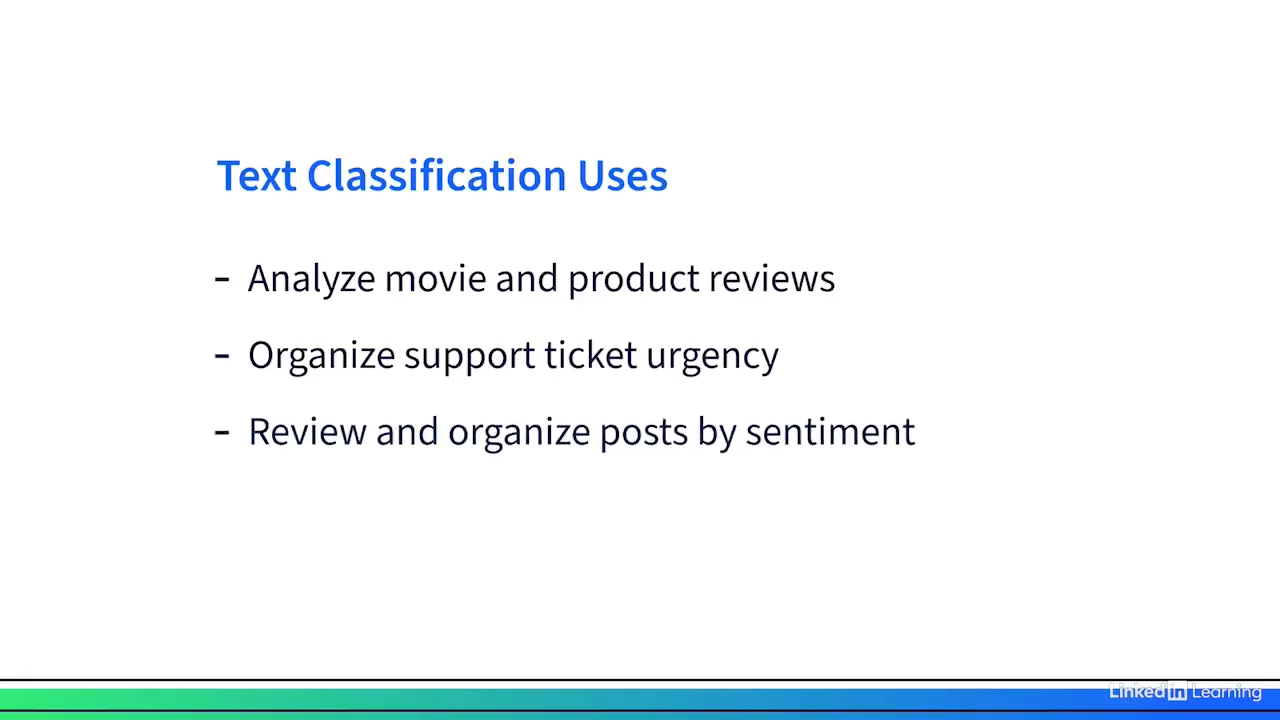 Text Classification Uses
- Analyze movie and product reviews
- Organize support ticket urgency
- Review and organize posts by sentiment
LinkedIn Learning